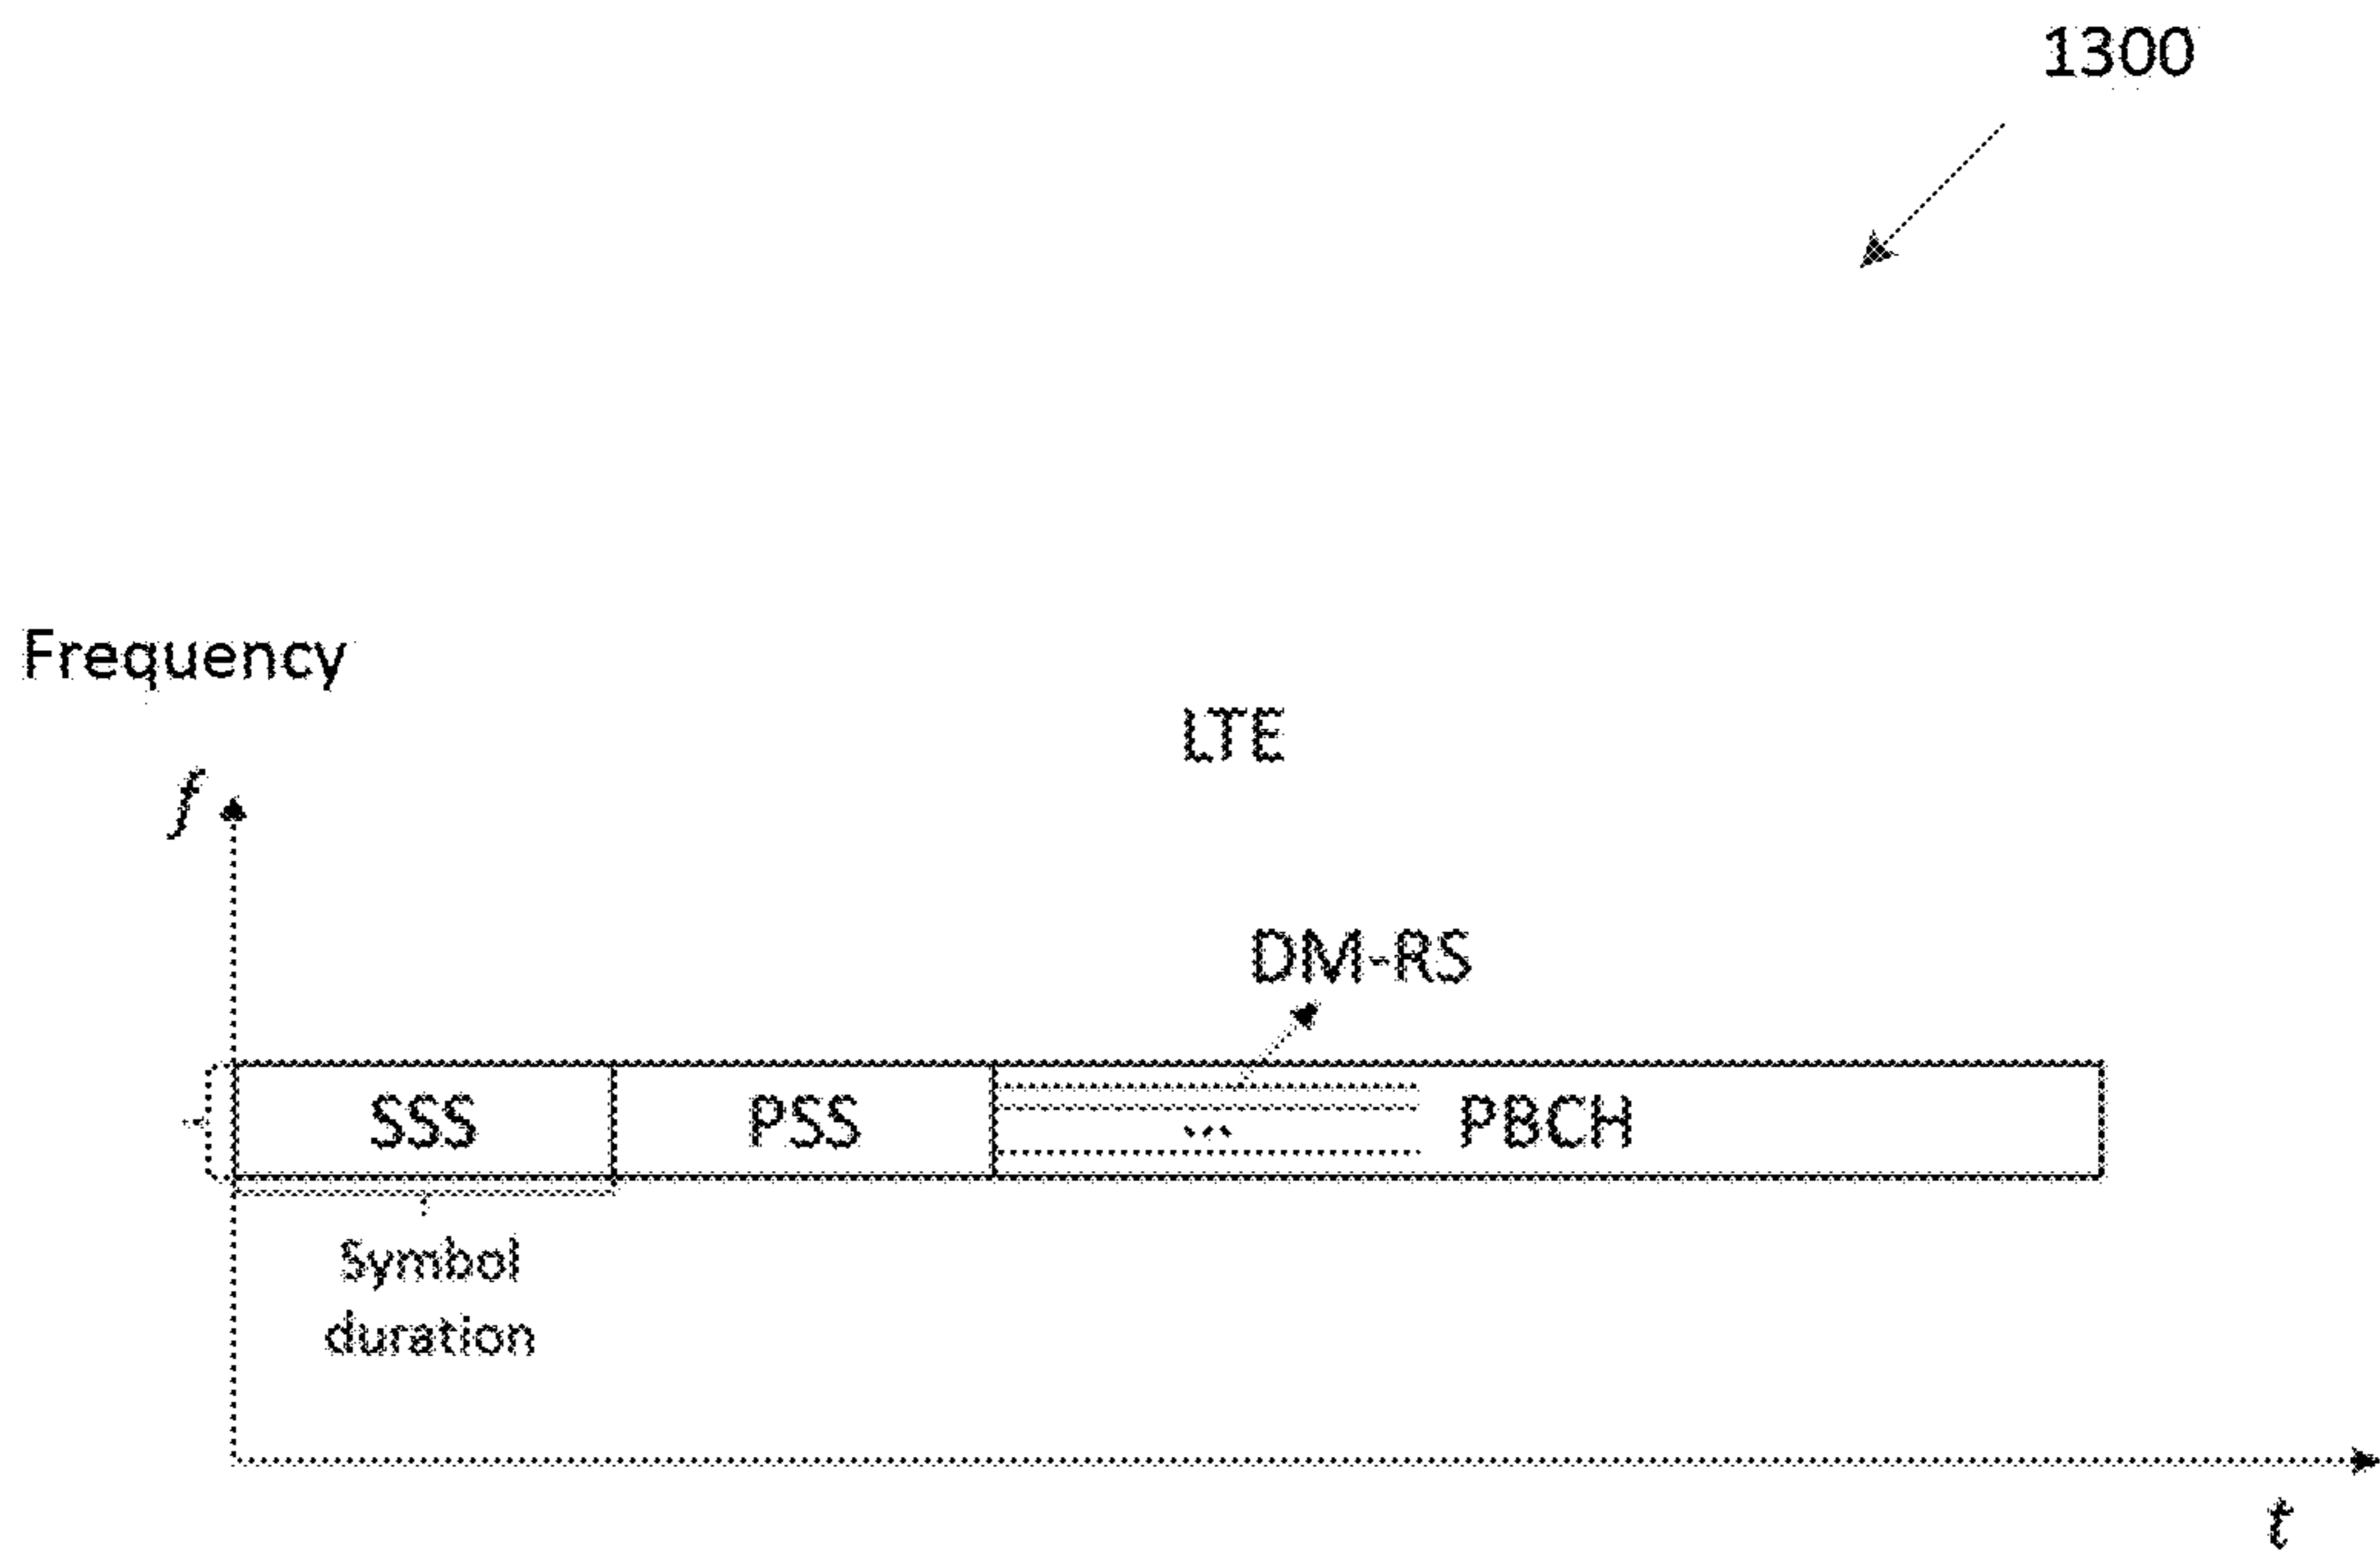 1300
Frequency
LTE
f
DM-RS
SSS
PSS
...
PBCH
Symbol
duration
t